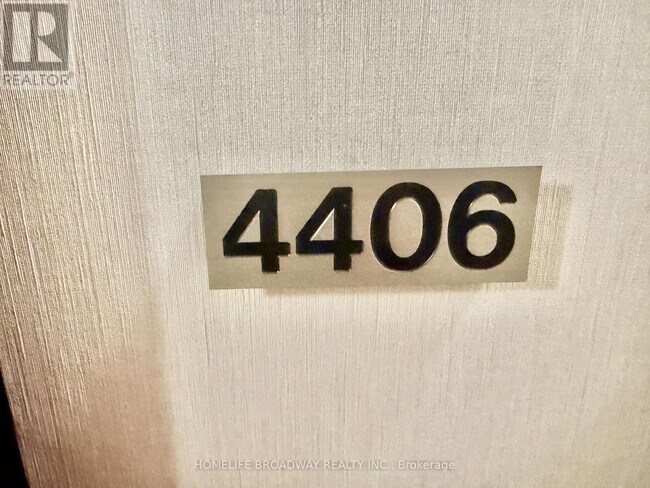 R
REALTOR®
4406
HOMELIFE BROADWAY REALTY INC., Brokerage